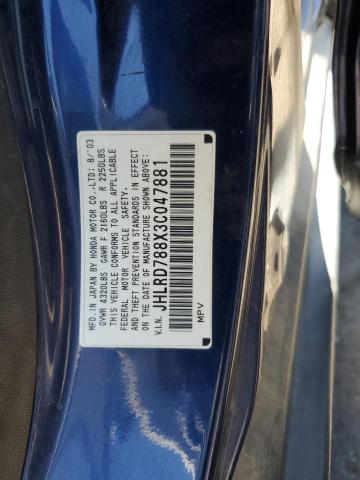 MFD. IN JAPAN BY HONDA MOTOR CO.,LTD: 8/'03
GVWR 4320LBS GAWR F 2160LBS R 2250LBS
THIS VEHICLE CONFORMS TO ALL APPLICABLE
FEDERAL MOTOR VEHICLE SAFETY,
AND THEFT PREVENTION STANDARDS IN EFFECT
ON THE DATE OF MANUFACTURE SHOWN ABOVE:
V.I.N. JHLRD788X3C047881
MPV